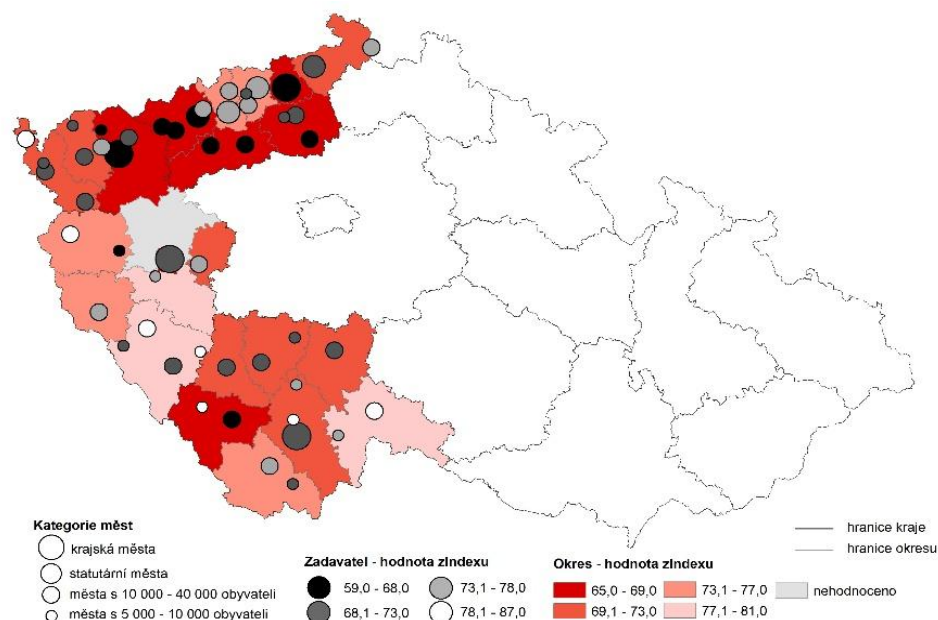 Kategorie měst
krajská města
statutární města
města s 10 000 - 40 000 obyvateli
města s 5 000 - 10 000 obyvateli
Zadavatel - hodnota zIndexu
59,0 - 68,0
68,1 - 73,0
73,1 - 78,0
78,1 - 87,0
Okres - hodnota zIndexu
65,0 - 69,0
69,1 - 73,0
73,1 - 77,0
77,1 - 81,0
nehodnoceno
hranice kraje
hranice okresu